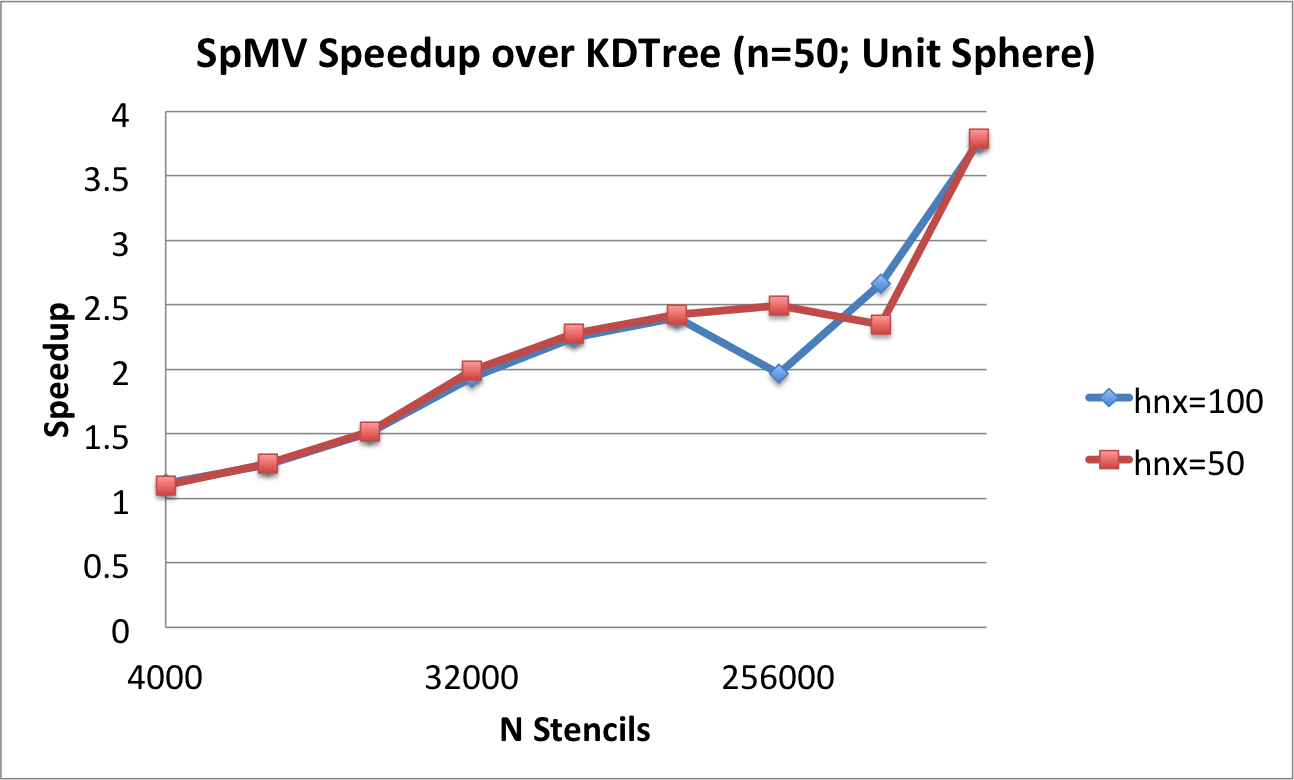 SpMV Speedup over KDTree (n=50; Unit Sphere)
4
3.5
3
2.5
2
1.5
1
0.5
0
Speedup
4000 32000 256000
N Stencils
hnx=100
hnx=50